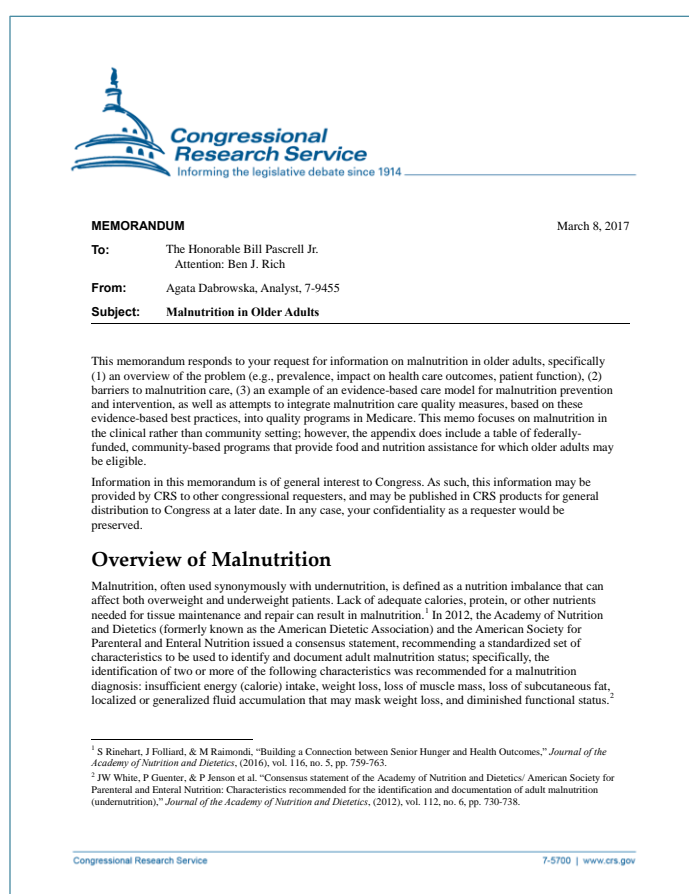 Congressional
Research Service
Informing the legislative debate since 1914
MEMORANDUM March 8, 2017
To: The Honorable Bill Pascrell Jr.
Attention: Ben J. Rich
From: Agata Dabrowska, Analyst, 7-9455
Subject: Malnutrition in Older Adults
This memorandum responds to your request for information on malnutrition in older adults, specifically
(1) an overview of the problem (e.g., prevalence, impact on health care outcomes, patient function), (2)
barriers to malnutrition care, (3) an example of an evidence-based care model for malnutrition prevention
and intervention, as well as attempts to integrate malnutrition care quality measures, based on these
evidence-based best practices, into quality programs in Medicare. This memo focuses on malnutrition in
the clinical rather than community setting; however, the appendix does include a table of federally-
funded, community-based programs that provide food and nutrition assistance for which older adults may
be eligible.
Information in this memorandum is of general interest to Congress. As such, this information may be
provided by CRS to other congressional requesters, and may be published in CRS products for general
distribution to Congress at a later date. In any case, your confidentiality as a requester would be
preserved.
Overview of Malnutrition
Malnutrition, often used synonymously with undernutrition, is defined as a nutrition imbalance that can
affect both overweight and underweight patients. Lack of adequate calories, protein, or other nutrients
needed for tissue maintenance and repair can result in malnutrition.1 In 2012, the Academy of Nutrition
and Dietetics (formerly known as the American Dietetic Association) and the American Society for
Parenteral and Enteral Nutrition issued a consensus statement, recommending a standardized set of
characteristics to be used to identify and document adult malnutrition status; specifically, the
identification of two or more of the following characteristics was recommended for a malnutrition
diagnosis: insufficient energy (calorie) intake, weight loss, loss of muscle mass, loss of subcutaneous fat,
localized or generalized fluid accumulation that may mask weight loss, and diminished functional status.2
1 S Rinehart, J Folliard, & M Raimondi, “Building a Connection between Senior Hunger and Health Outcomes,” Journal of the
Academy of Nutrition and Dietetics, (2016), vol. 116, no. 5, pp. 759-763.
2 JW White, P Guenter, & P Jenson et al. “Consensus statement of the Academy of Nutrition and Dietetics/ American Society for
Parenteral and Enteral Nutrition: Characteristics recommended for the identification and documentation of adult malnutrition
(undernutrition),” Journal of the Academy of Nutrition and Dietetics, (2012), vol. 112, no. 6, pp. 730-738.
Congressional Research Service 7-5700 | www.crs.gov